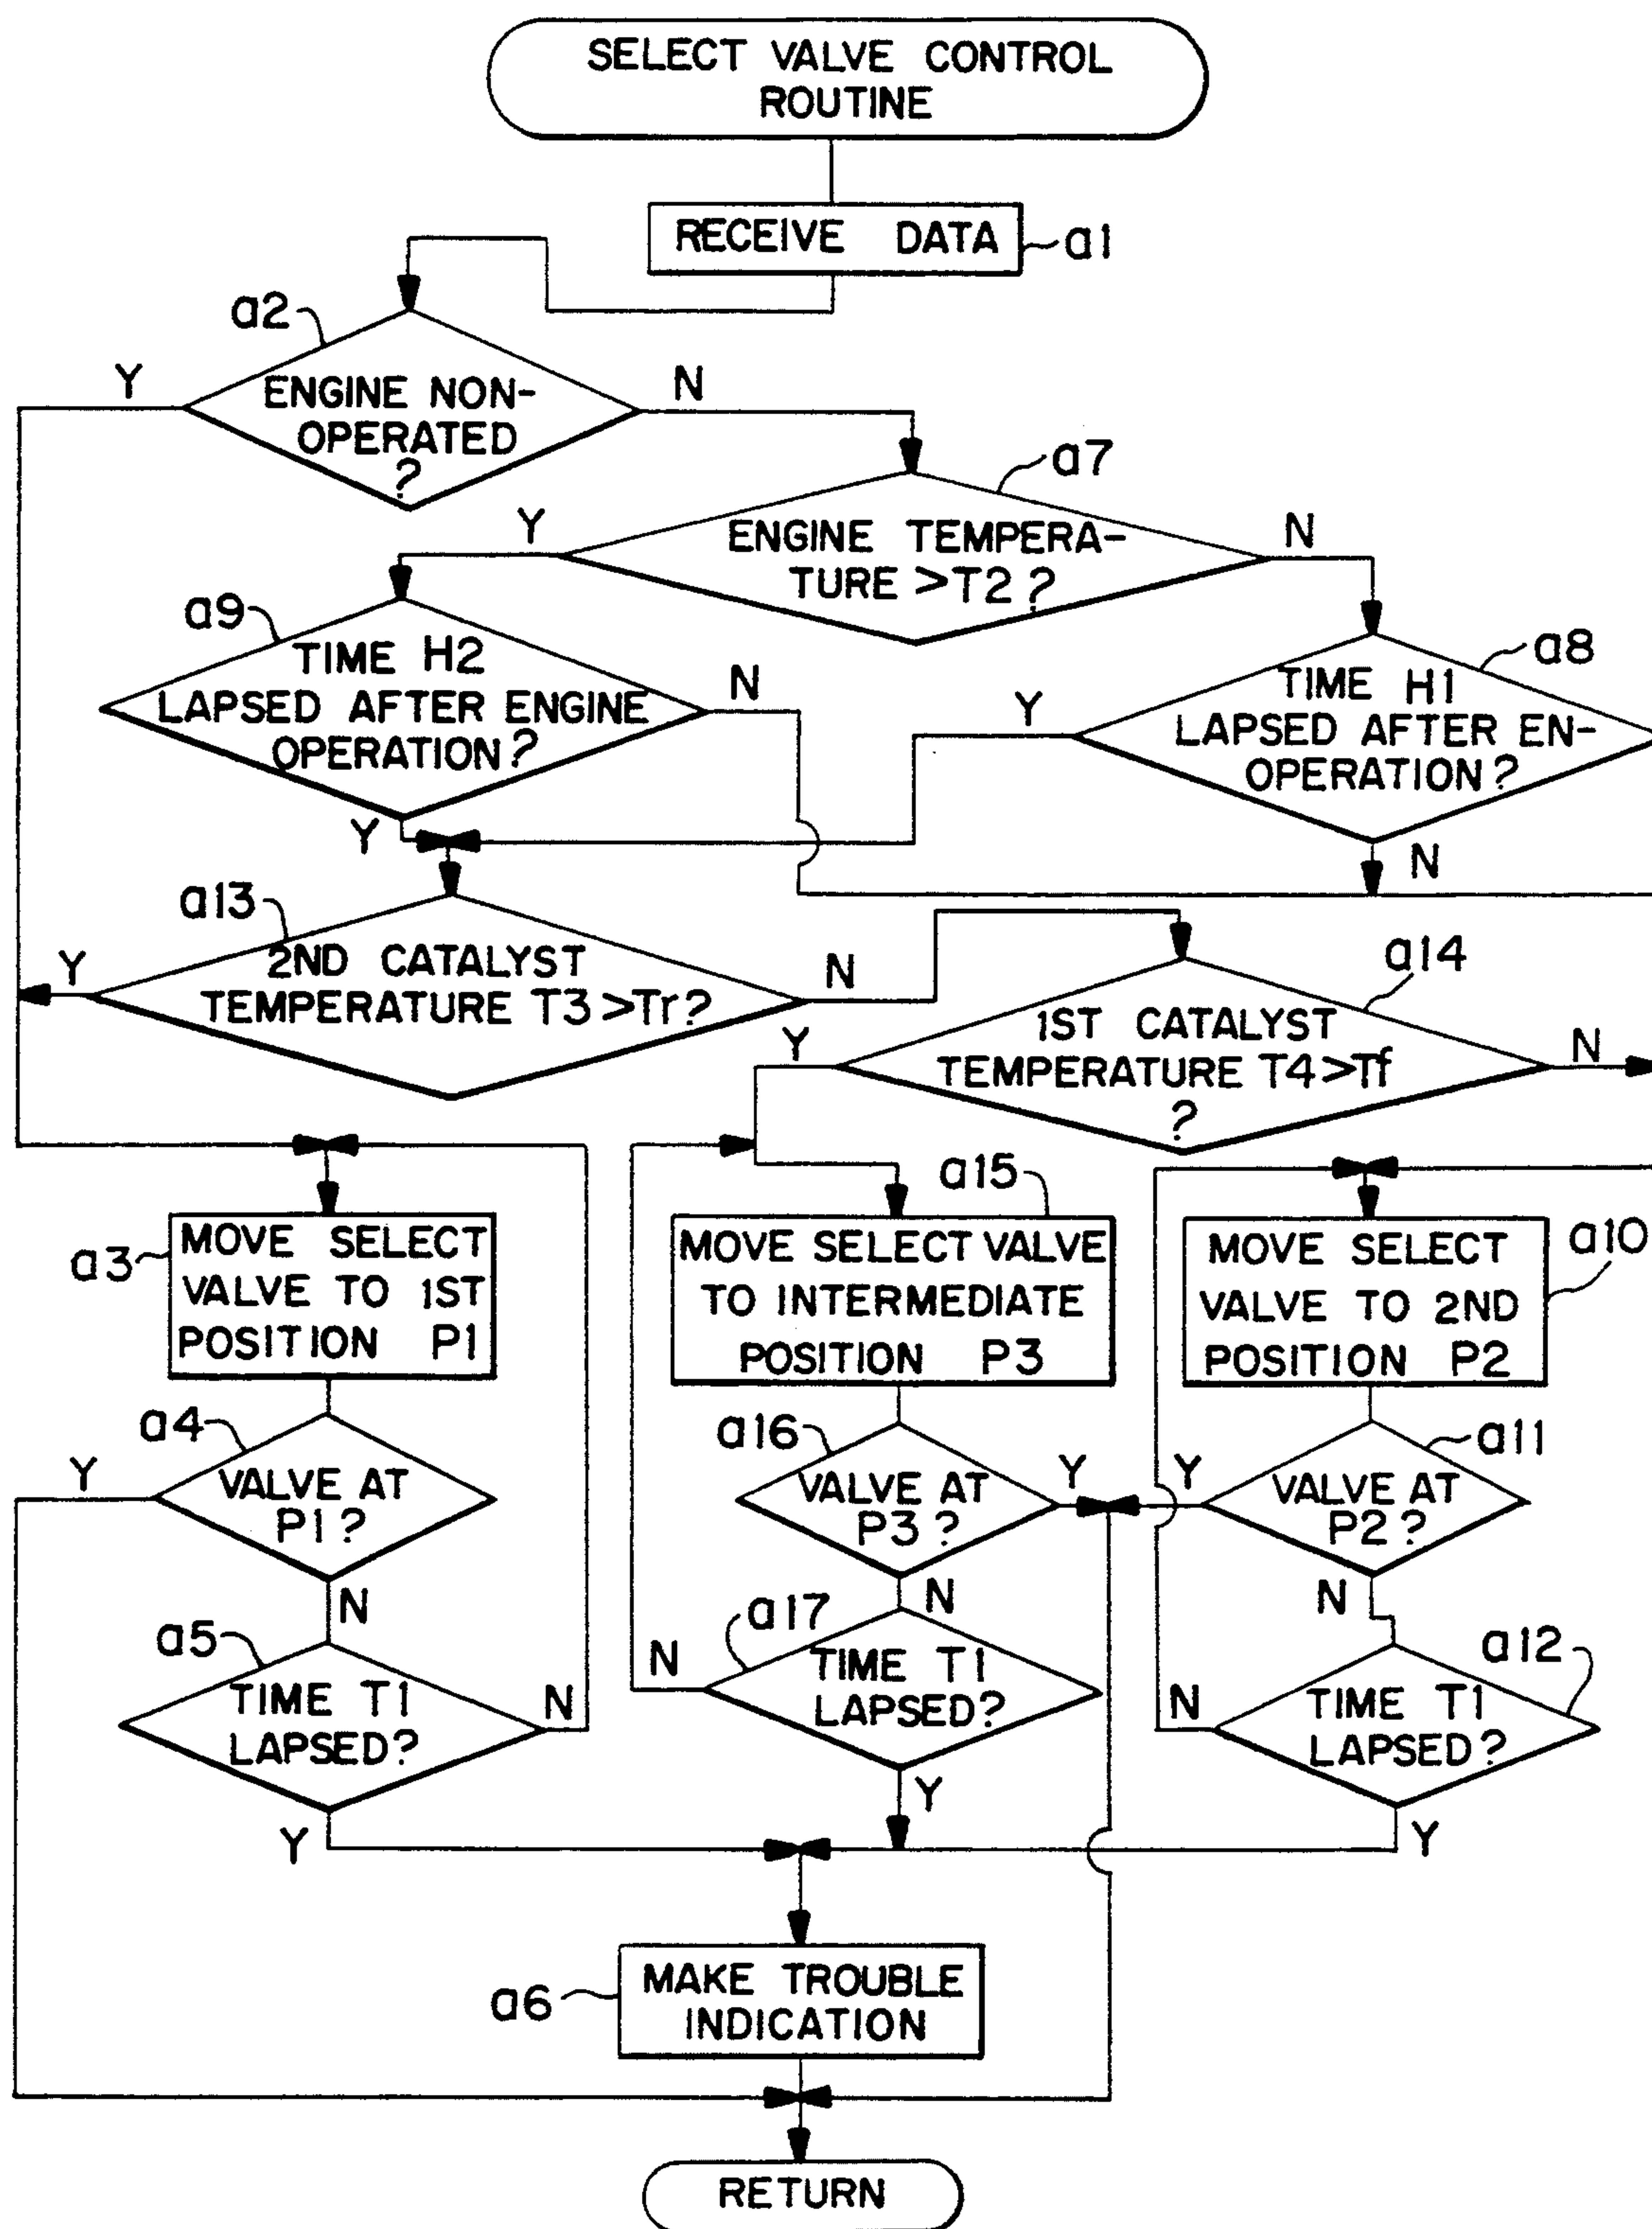 SELECT VALVE CONTROL
ROUTINE
RECEIVE DATA
a1
a2
Y
ENGINE NON-
OPERATED
?
N
a7
Y
ENGINE TEMPERA-
TURE >T2?
N
a9
TIME H2
LAPSED AFTER ENGINE
OPERATION?
N
Y
a8
TIME H1
LAPSED AFTER EN-
OPERATION?
Y
N
a13
Y
2ND CATALYST
TEMPERATURE T3>Tr?
N
a14
Y
1ST CATALYST
TEMPERATURE T4>Tf
?
N
a3
MOVE SELECT
VALVE TO 1ST
POSITION P1
a15
MOVE SELECT VALVE
TO INTERMEDIATE
POSITION P3
a10
MOVE SELECT
VALVE TO 2ND
POSITION P2
a4
Y
VALVE AT
P1?
N
a16
VALVE AT
P3?
Y
N
a11
Y
VALVE AT
P2?
N
a5
TIME T1
LAPSED?
N
Y
a17
N
TIME T1
LAPSED?
Y
a12
N
TIME T1
LAPSED?
Y
a6
MAKE TROUBLE
INDICATION
RETURN